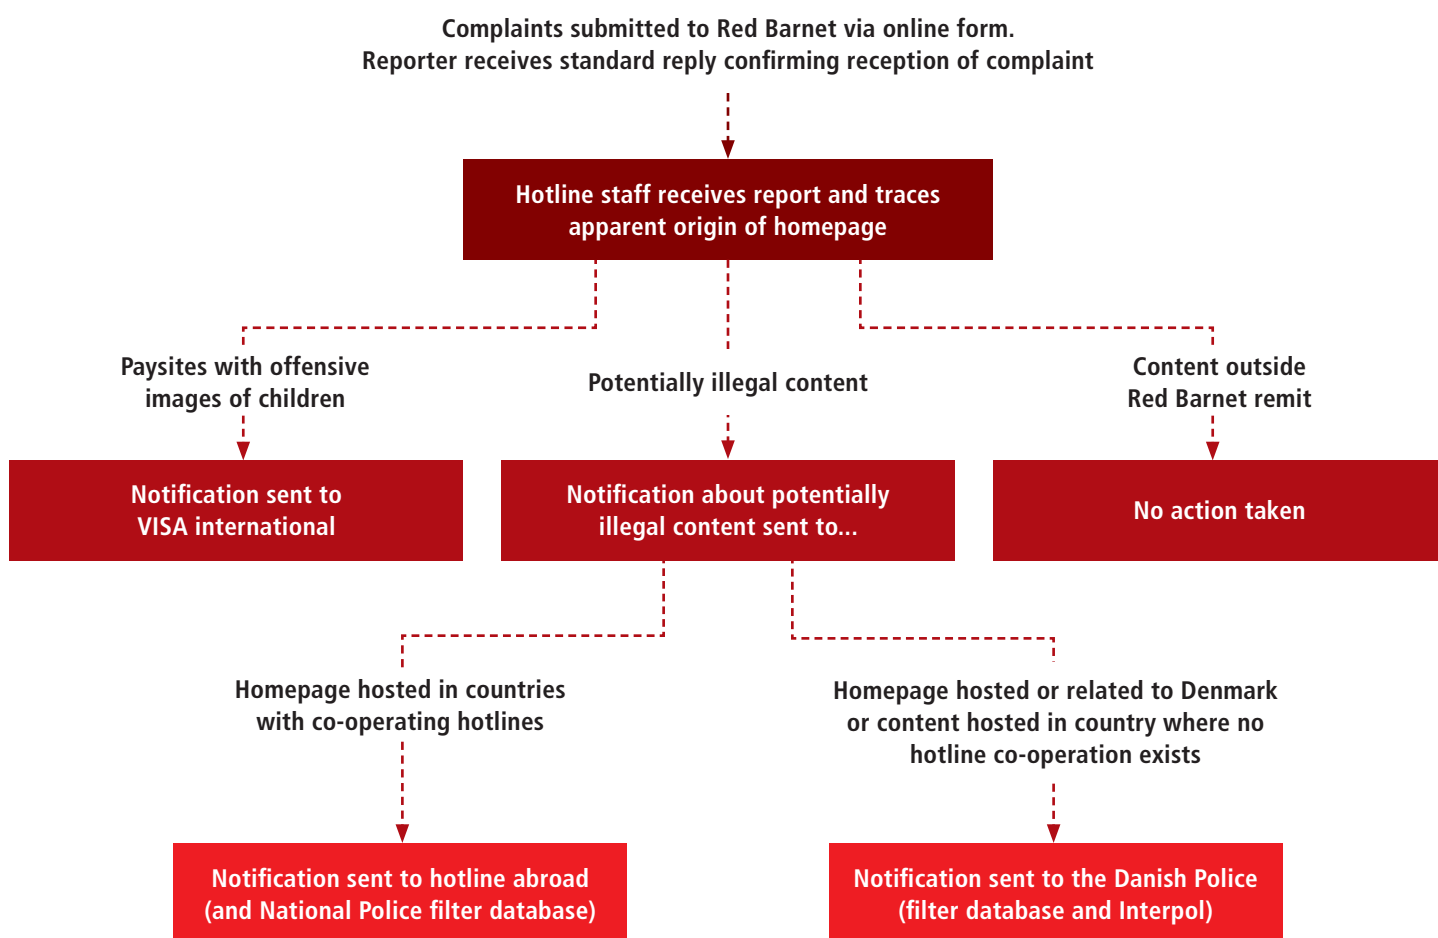 Complaints submitted to Red Barnet via online form.
Reporter receives standard reply confirming reception of complaint
Hotline staff receives report and traces
apparent origin of homepage
Paysites with offensive
images of children
Potentially illegal content
Content outside
Red Barnet remit
Notification sent to
VISA international
Notification about potentially
illegal content sent to...
No action taken
Homepage hosted in countries
with co-operating hotlines
Homepage hosted or related to Denmark
or content hosted in country where no
hotline co-operation exists
Notification sent to hotline abroad
(and National Police filter database)
Notification sent to the Danish Police
(filter database and Interpol)